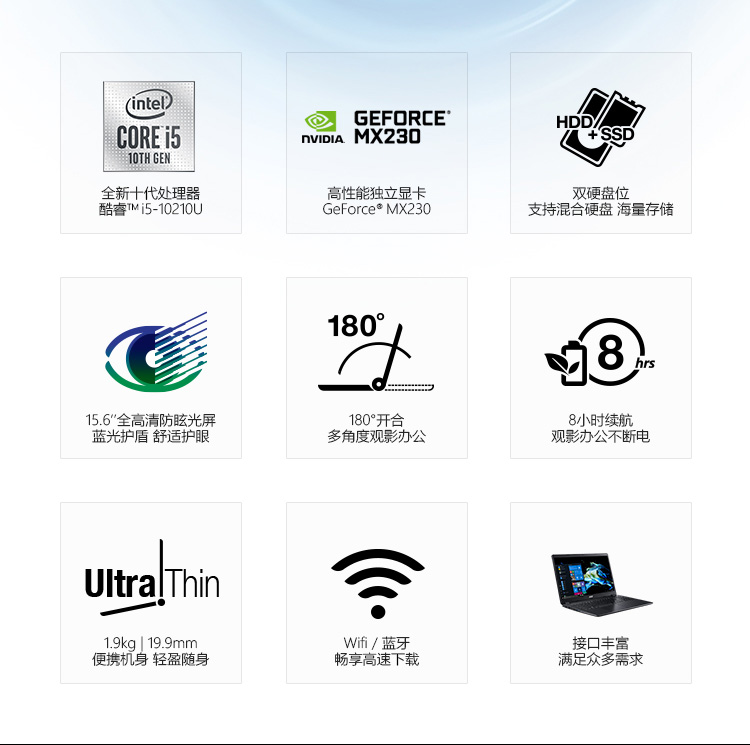 intel
CORE i5
10TH GEN
全新十代处理器
酷睿™ i5-10210U
NVIDIA.
GEFORCE®
MX230
高性能独立显卡
GeForce® MX230
HDD
+SSD
双硬盘位
支持混合硬盘 海量存储
15.6″全高清防眩光屏
蓝光护盾 舒适护眼
180°
180°开合
多角度观影办公
8 hrs
8小时续航
观影办公不断电
Ultra Thin
1.9kg | 19.9mm
便携机身 轻盈随身
Wifi / 蓝牙
畅享高速下载
接口丰富
满足众多需求